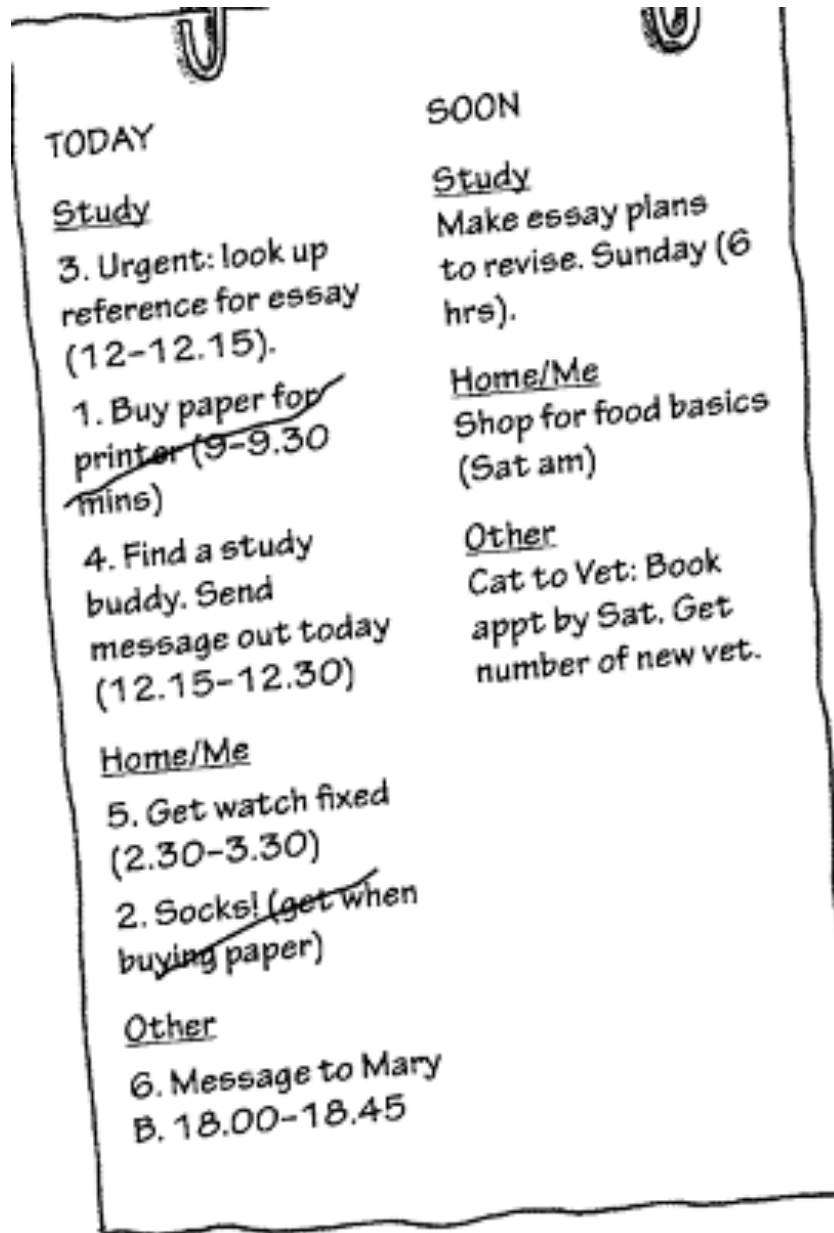 TODAY
Study
3. Urgent: look up
reference for essay
(12–12.15).
1. Buy paper for
printer (9–9.30
mins)
4. Find a study
buddy. Send
message out today
(12.15–12.30)
Home/Me
5. Get watch fixed
(2.30–3.30)
2. Socks! (get when
buying paper)
Other
6. Message to Mary
B. 18.00–18.45
SOON
Study
Make essay plans
to revise. Sunday (6
hrs).
Home/Me
Shop for food basics
(Sat am)
Other
Cat to Vet: Book
appt by Sat. Get
number of new vet.